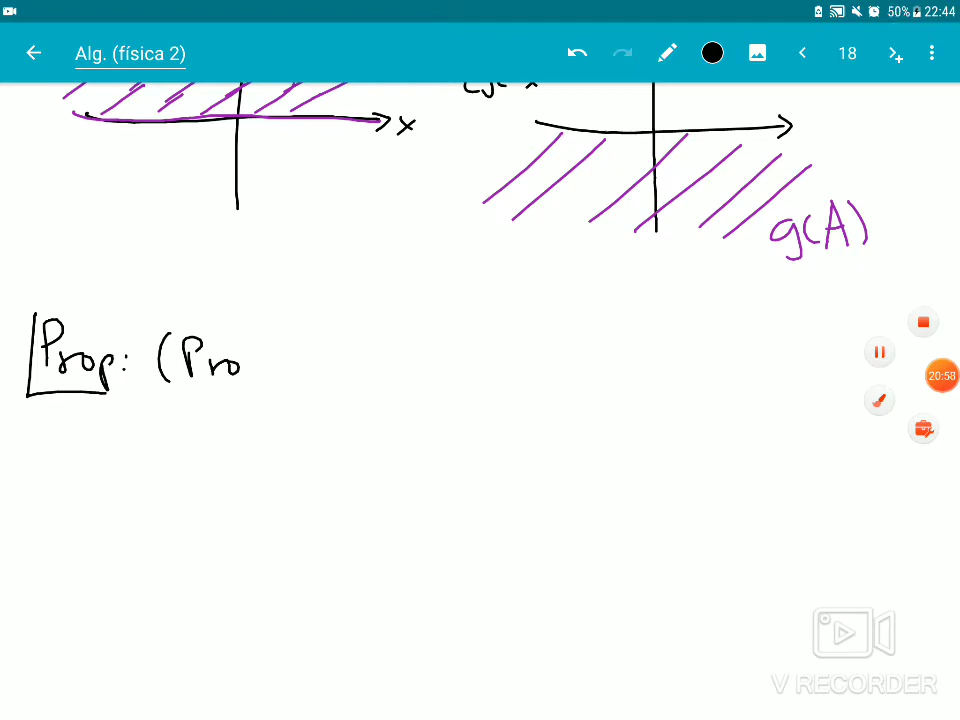 50% 22:44
Alg. (física 2)
18
x
g(A)
Prop: (Pro
20:58
V RECORDER